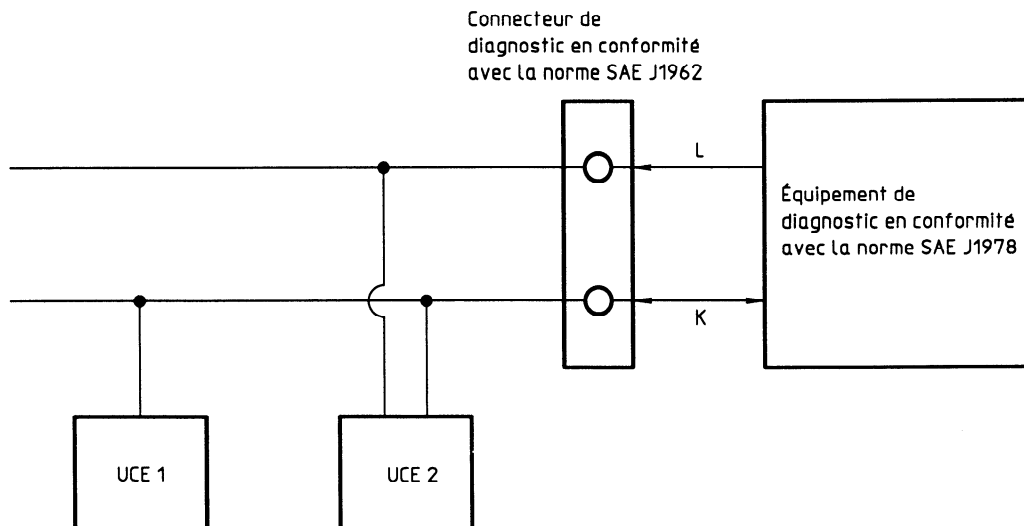 Connecteur de
diagnostic en conformité
avec la norme SAE J1962
L
Équipement de
diagnostic en conformité
avec la norme SAE J1978
K
UCE 1
UCE 2